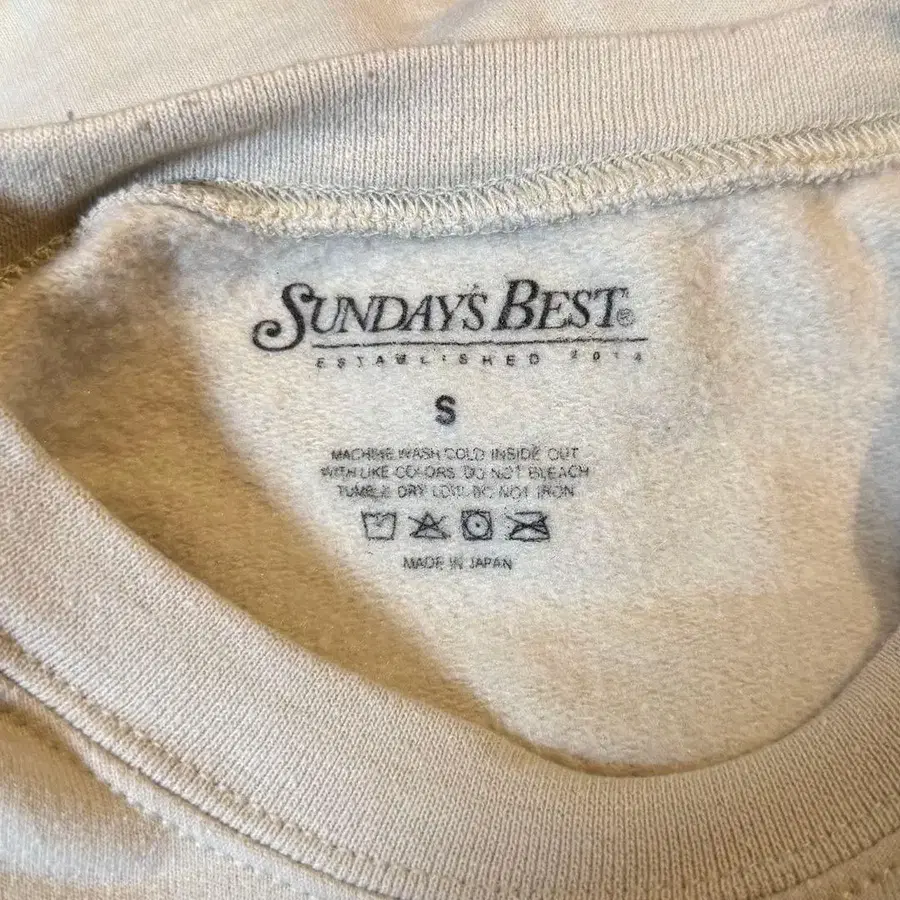 SUNDAY'S BEST®
ESTABLISHED 2014
S
MACHINE WASH COLD INSIDE OUT
WITH LIKE COLORS DO NOT BLEACH
TUMBLE DRY LOW. DO NOT IRON
MADE IN JAPAN